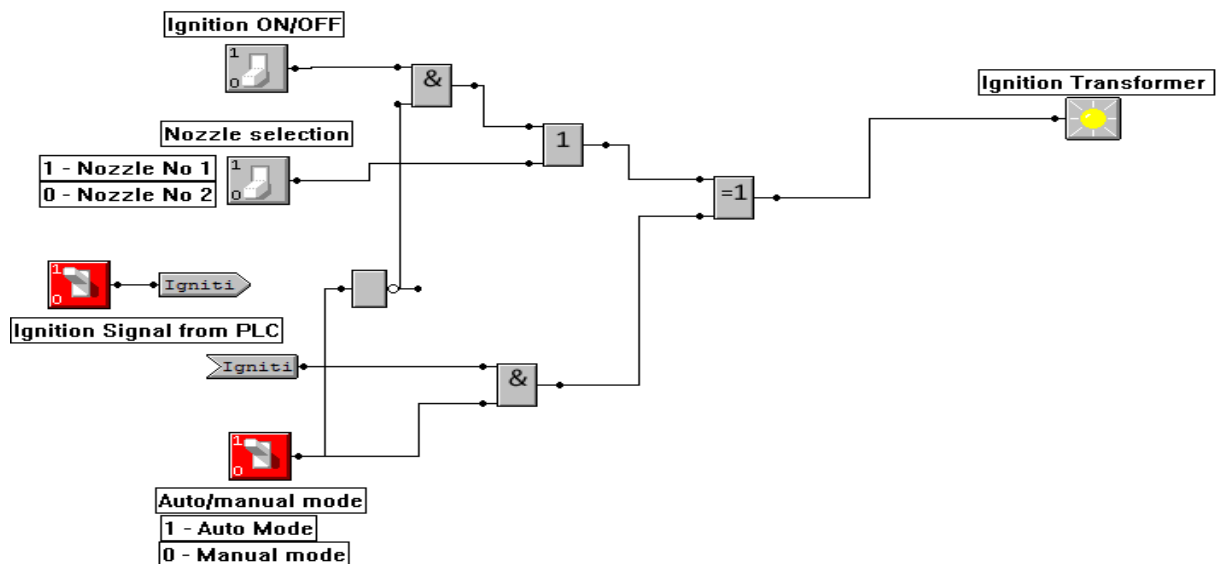 Ignition ON/OFF
1
0
&
Ignition Transformer
Nozzle selection
1
1 - Nozzle No 1
0 - Nozzle No 2
1
0
=1
1
0
Igniti
Ignition Signal from PLC
Igniti
&
1
0
Auto/manual mode
1 - Auto Mode
0 - Manual mode